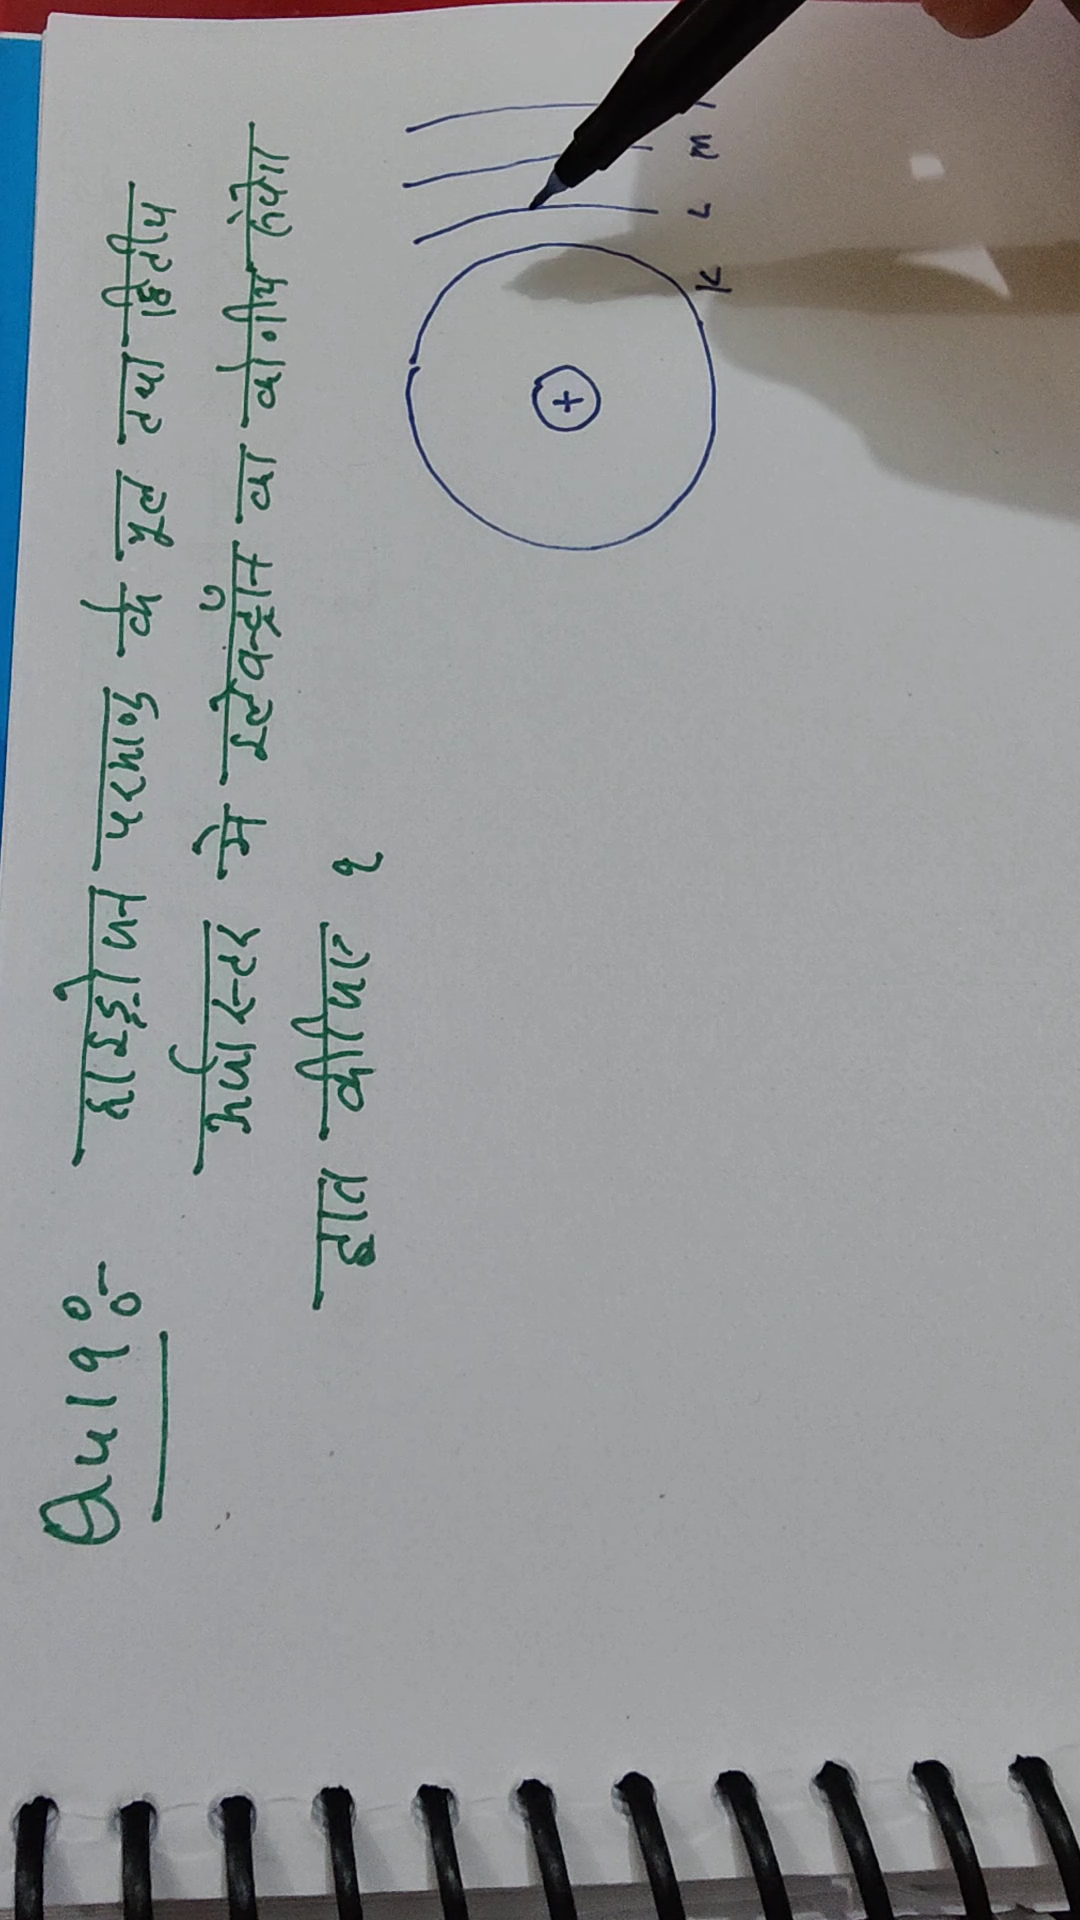 Qu19:- हाइड्रोजन परमाणु के मूल तथा द्वितीय
ऊर्जा स्तर मे इलेक्ट्रॉन का कोणीय संवेग
ज्ञात कीजिए ?
K
L
M